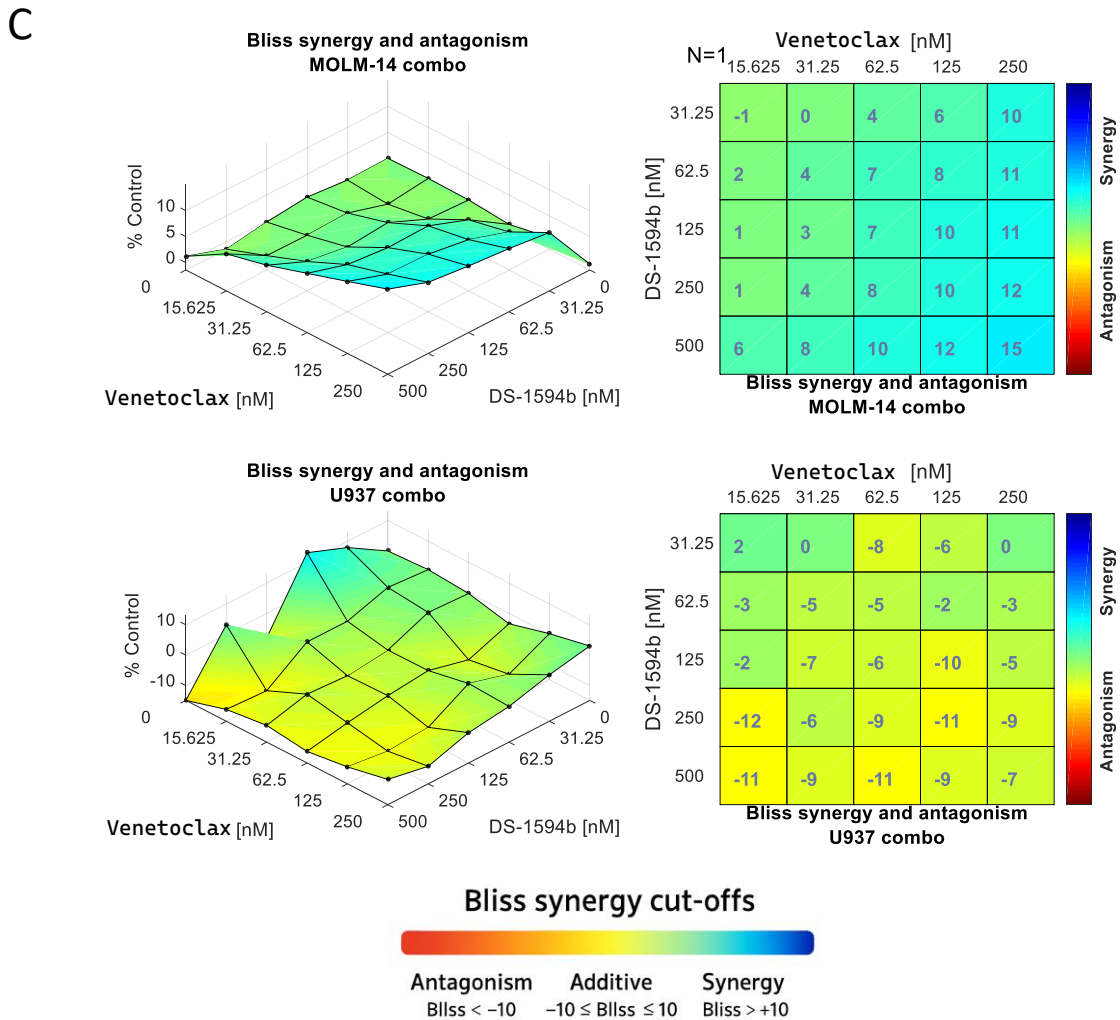 C
Bliss synergy and antagonism
MOLM-14 combo
% Control
10
5
0
0
15.625
31.25
62.5
125
250
Venetoclax [nM]
0
31.25
62.5
125
250
500
DS-1594b [nM]
N=1
Venetoclax [nM]
15.625 31.25 62.5 125 250
DS-1594b [nM]
31.25 -1 0 4 6 10
62.5 2 4 7 8 11
125 1 3 7 10 11
250 1 4 8 10 12
500 6 8 10 12 15
Synergy
Antagonism
Bliss synergy and antagonism
MOLM-14 combo
Bliss synergy and antagonism
U937 combo
% Control
10
0
-10
0
15.625
31.25
62.5
125
250
Venetoclax [nM]
0
31.25
62.5
125
250
500
DS-1594b [nM]
Venetoclax [nM]
15.625 31.25 62.5 125 250
DS-1594b [nM]
31.25 2 0 -8 -6 0
62.5 -3 -5 -5 -2 -3
125 -2 -7 -6 -10 -5
250 -12 -6 -9 -11 -9
500 -11 -9 -11 -9 -7
Synergy
Antagonism
Bliss synergy and antagonism
U937 combo
Bliss synergy cut-offs
Antagonism Additive Synergy
Bliss < −10 −10 ≤ Bliss ≤ 10 Bliss > +10